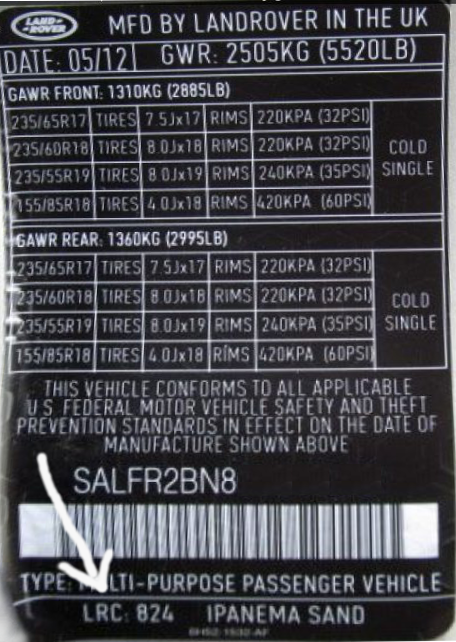 LAND-ROVER MFD BY LANDROVER IN THE UK
DATE: 05/12 GWR: 2505KG (5520LB)
GAWR FRONT: 1310KG (2885LB)
235/65R17 TIRES 7.5Jx17 RIMS 220KPA (32PSI)
235/60R18 TIRES 8.0Jx18 RIMS 220KPA (32PSI) COLD
235/55R19 TIRES 8.0Jx19 RIMS 240KPA (35PSI) SINGLE
155/85R18 TIRES 4.0Jx18 RIMS 420KPA (60PSI)
GAWR REAR: 1360KG (2995LB)
235/65R17 TIRES 7.5Jx17 RIMS 220KPA (32PSI)
235/60R18 TIRES 8.0Jx18 RIMS 220KPA (32PSI) COLD
235/55R19 TIRES 8.0Jx19 RIMS 240KPA (35PSI) SINGLE
155/85R18 TIRES 4.0Jx18 RIMS 420KPA (60PSI)
THIS VEHICLE CONFORMS TO ALL APPLICABLE
U.S. FEDERAL MOTOR VEHICLE SAFETY AND THEFT
PREVENTION STANDARDS IN EFFECT ON THE DATE OF
MANUFACTURE SHOWN ABOVE
SALFR2BN8
TYPE: MULTI-PURPOSE PASSENGER VEHICLE
LRC: 824 IPANEMA SAND